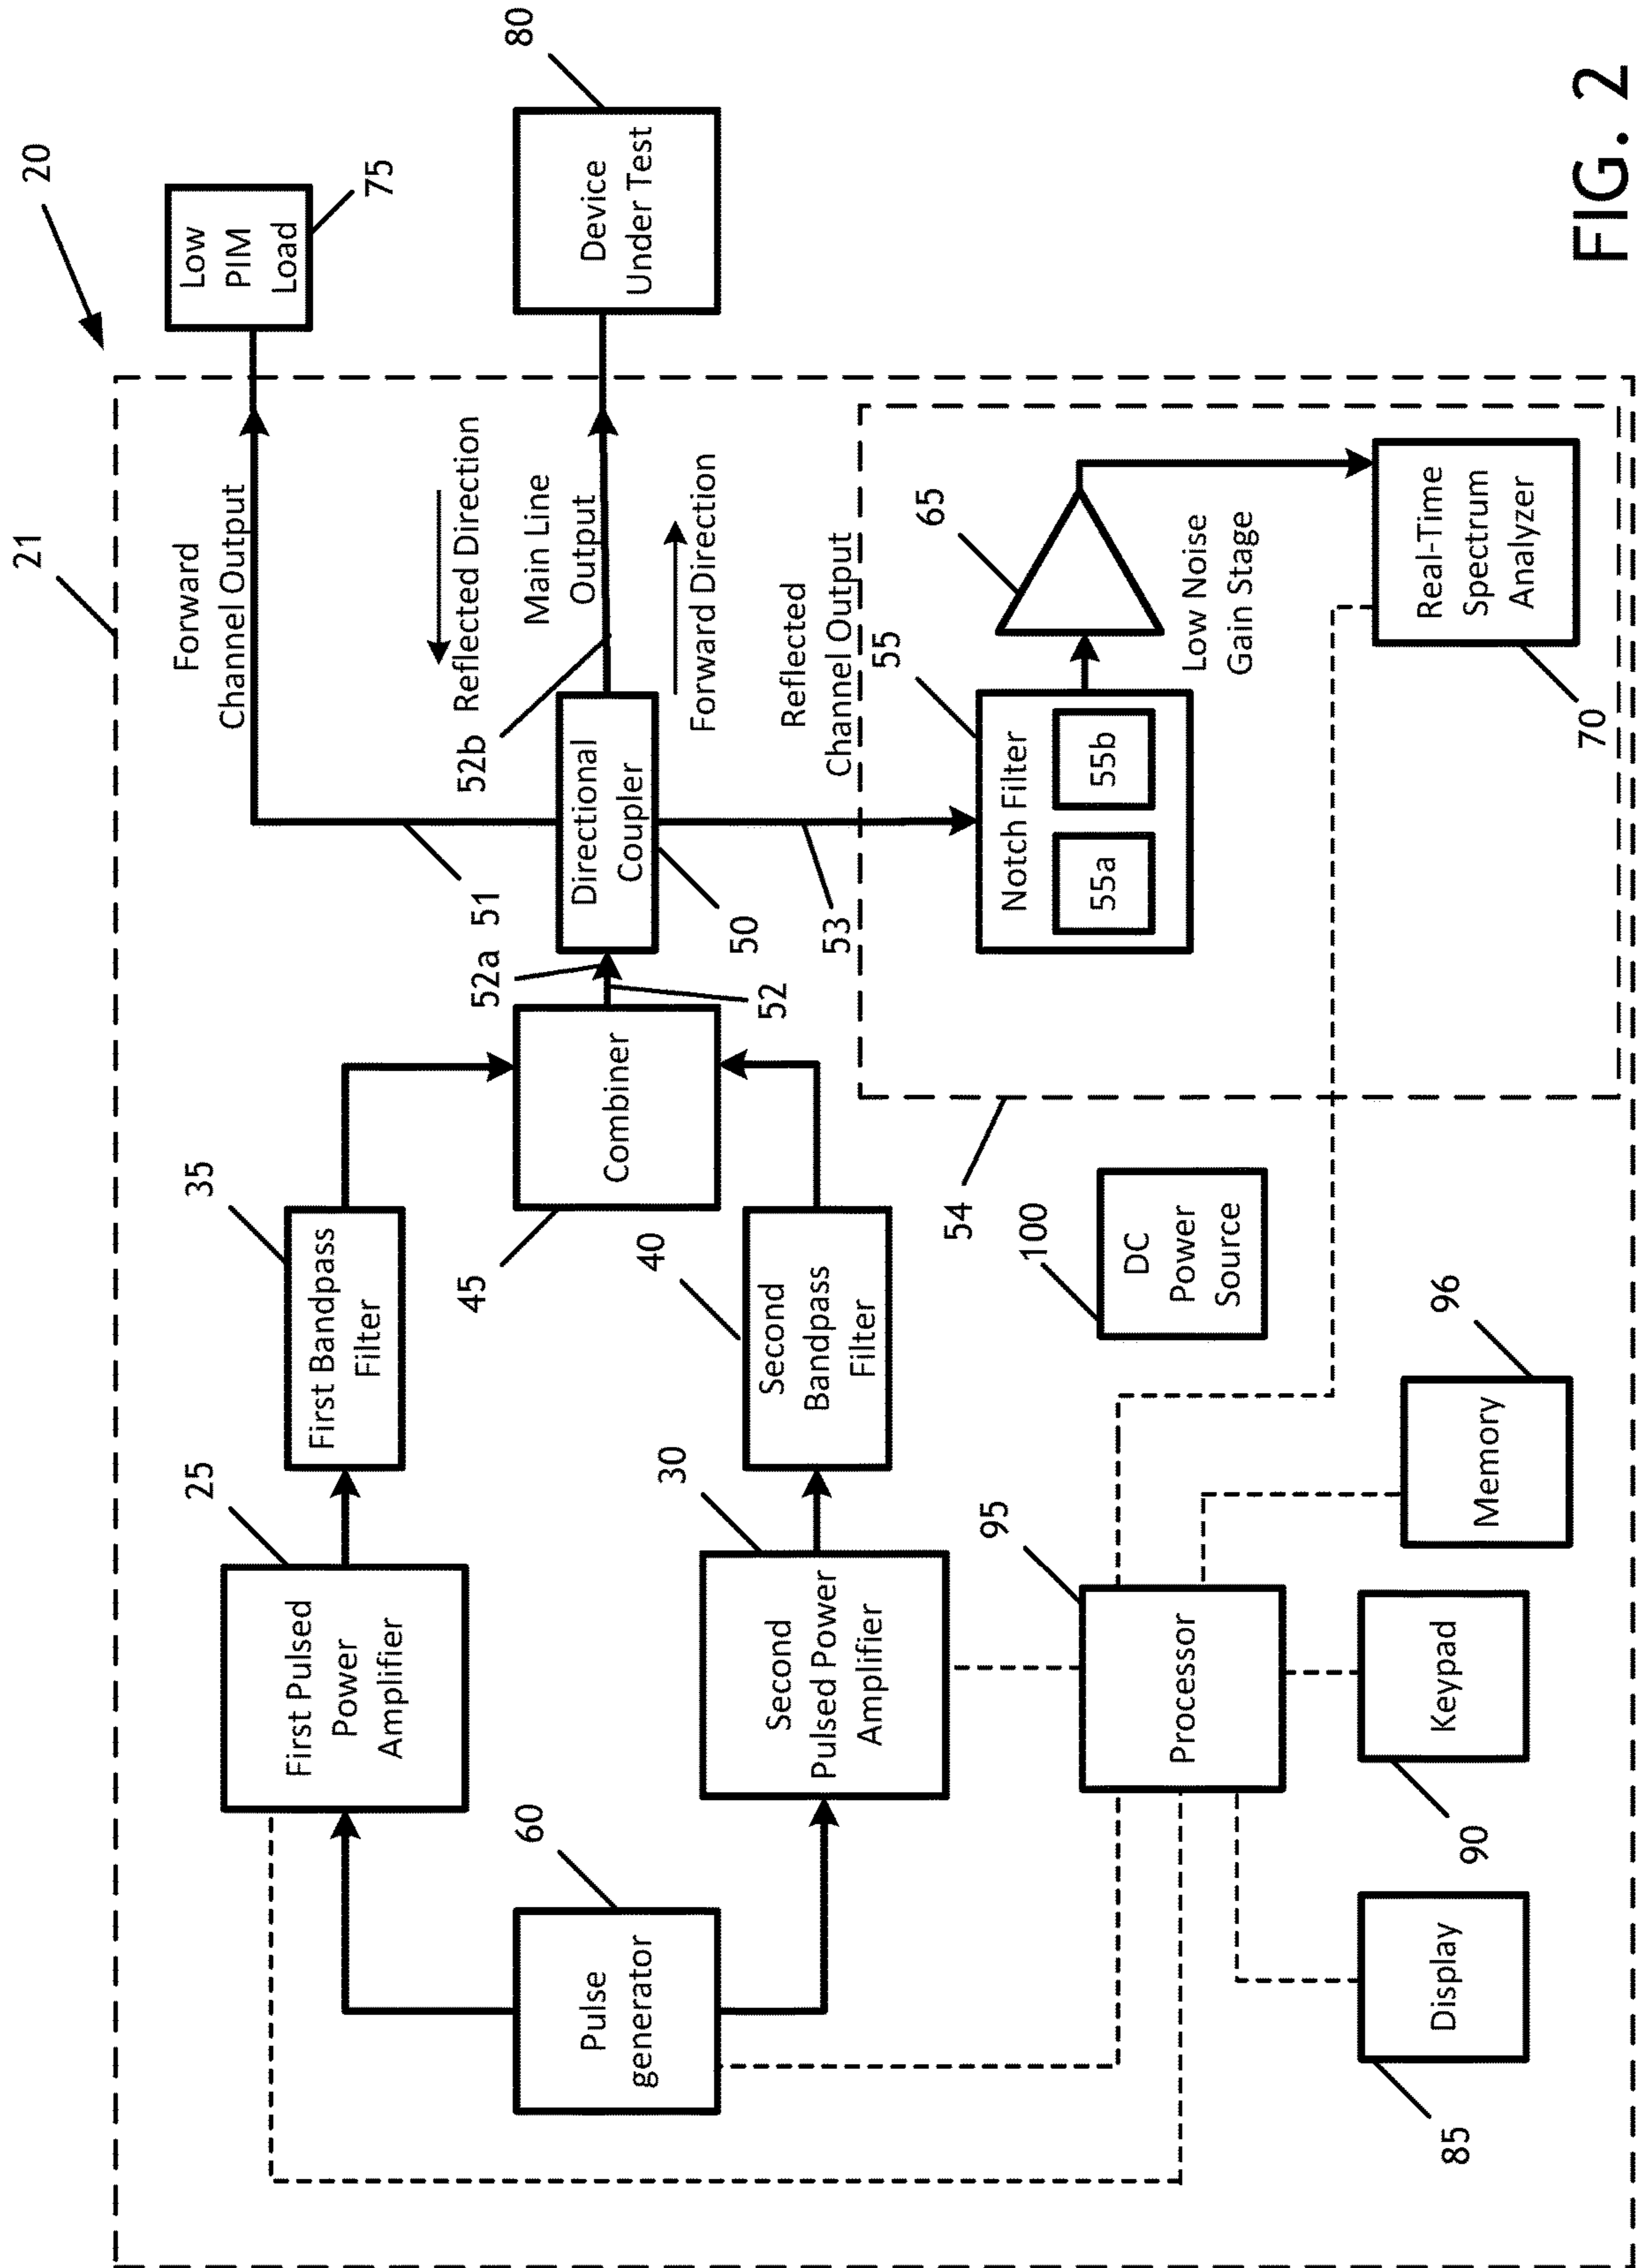 20
21
Forward
Channel Output
Low
PIM
Load
75
35
25
First Bandpass
Filter
First Pulsed
Power
Amplifier
51
Reflected Direction
Main Line
Output
52b
Forward Direction
80
Device
Under Test
Directional
Coupler
50
52a
52
Combiner
45
60
Pulse
generator
40
Second
Bandpass
Filter
30
Second
Pulsed Power
Amplifier
53
Reflected
Channel Output
55
Notch Filter
55a
55b
65
Low Noise
Gain Stage
Real-Time
Spectrum
Analyzer
70
54
100
DC
Power
Source
95
Processor
96
Memory
Keypad
90
Display
85
FIG. 2